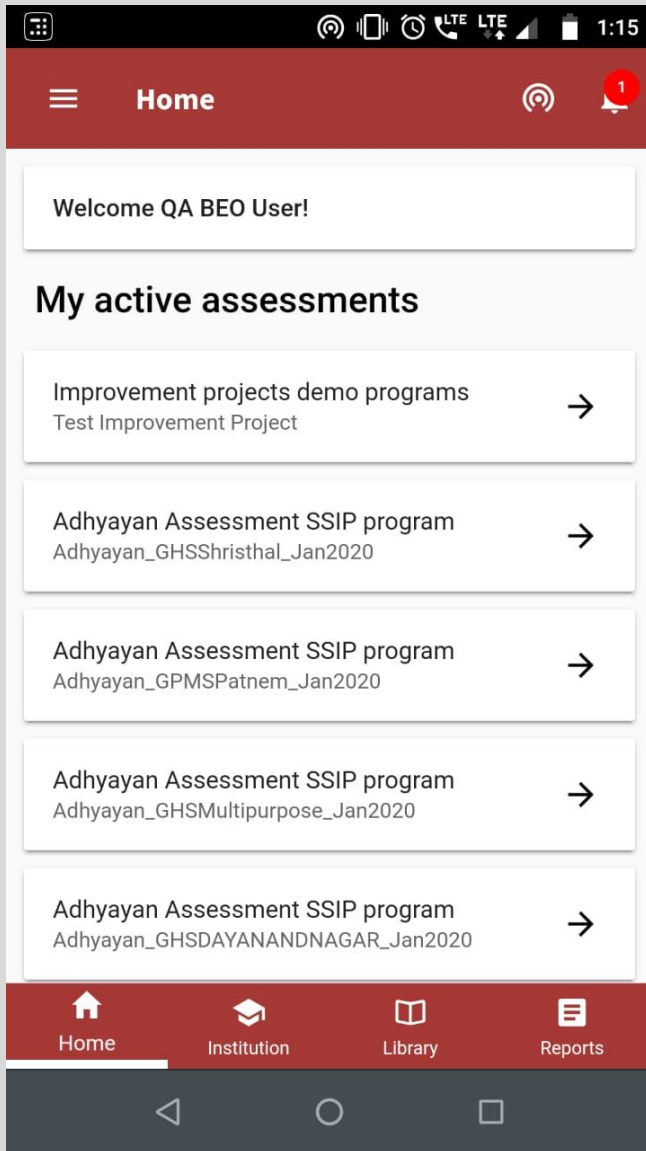 LTE LTE 1:15
Home 1
Welcome QA BEO User!
My active assessments
Improvement projects demo programs
Test Improvement Project
Adhyayan Assessment SSIP program
Adhyayan_GHSShristhal_Jan2020
Adhyayan Assessment SSIP program
Adhyayan_GPMSPatnem_Jan2020
Adhyayan Assessment SSIP program
Adhyayan_GHSMultipurpose_Jan2020
Adhyayan Assessment SSIP program
Adhyayan_GHSDAYANANDNAGAR_Jan2020
Home Institution Library Reports